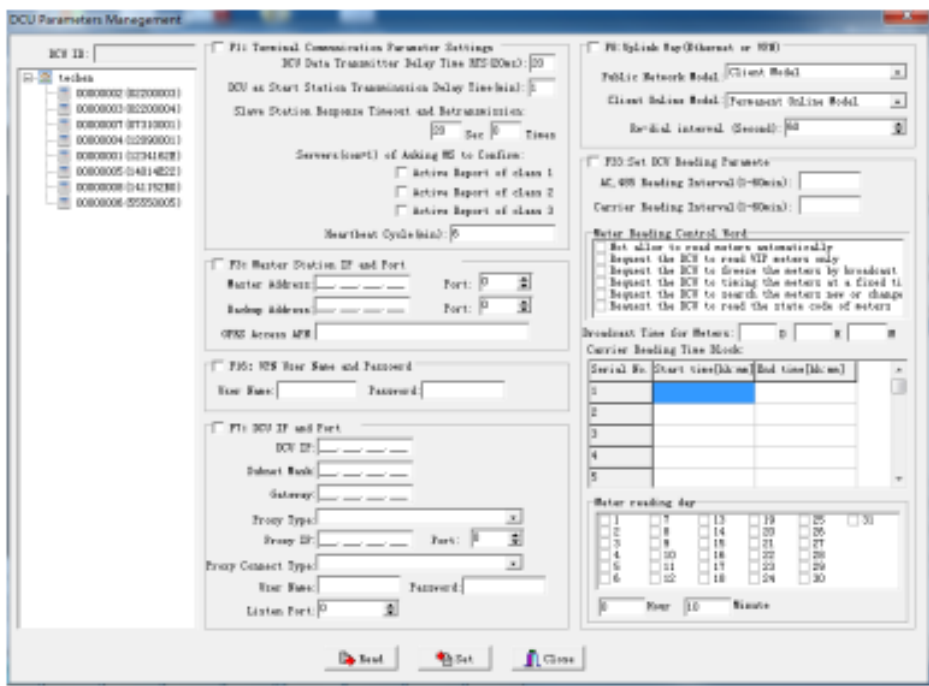 DCU Parameters Management
DCU ID:
techen
00000002 (02200003)
00000003 (02200004)
00000007 (07310001)
00000004 (12090001)
00000001
00000005
00000008
00000006 (55550005)
F1: Terminal Communication Parameter Settings
DCU Data Transmitter Delay Time RTS(20ms): 20
DCU as Start Station Transmission Delay Time(min): 1
Slave Station Response Timeout and Retransmission:
20 Sec 0 Times
of Asking MS to Confirm:
Active Report of class 1
Active Report of class 2
Active Report of class 3
Heartbeat Cycle(min): 6
F3: Master Station IP and Port
Master Address: Port: 0
Backup Address: Port: 0
GPRS Access APN
F16: VPN User Name and Password
User Name: Password:
F7: DCU IP and Port
DCU IP:
Subnet Mask:
Gateway:
Proxy Type:
Proxy IP: Port: 0
Proxy Connect Type:
User Name: Password:
Listen Port: 0
F8:Uplink Way(Ethernet or VPN)
Public Network Model Client Model
Client Online Model: Permanent Online Model
Re-dial interval (Second): 60
Set DCU Reading Paramete
AC,485 Reading Interval(1-60min):
Carrier Reading Interval(1-60min):
Meter Reading Control Word
Not allow to read meters automatically
Request the DCU to read VIP meters only
Request the DCU to freeze the meters by broadcast
Request the DCU to timing the meters at a fixed ti
Request the DCU to search the meters new or change
Request the DCU to read the state code of meters
Broadcast Time for Meters: D H M
Carrier Reading Time Block:
Serial No. Start time[hh:mm] End time[hh:mm]
1
2
3
4
5
Meter reading day
1 7 13 19 25 31
2 8 14 20 26
3 9 15 21 27
4 10 16 22 28
5 11 17 23 29
6 12 18 24 30
0 Hour 10 Minute
Read Set Close